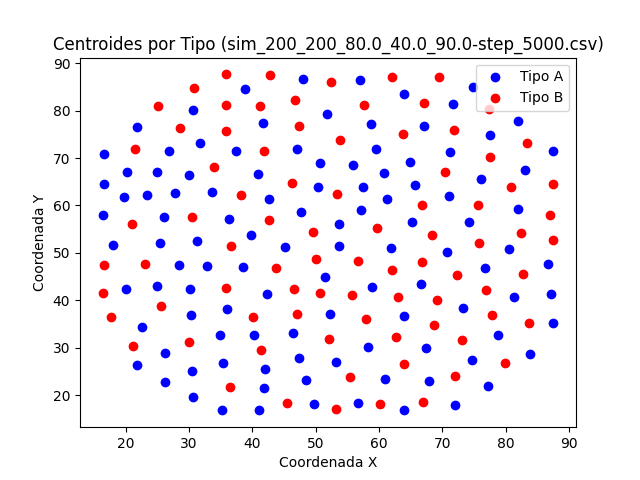 Centroides por Tipo (sim_200_200_80.0_40.0_90.0-step_5000.csv)
Tipo A
Tipo B
Coordenada Y
90
80
70
60
50
40
30
20
20 30 40 50 60 70 80 90
Coordenada X